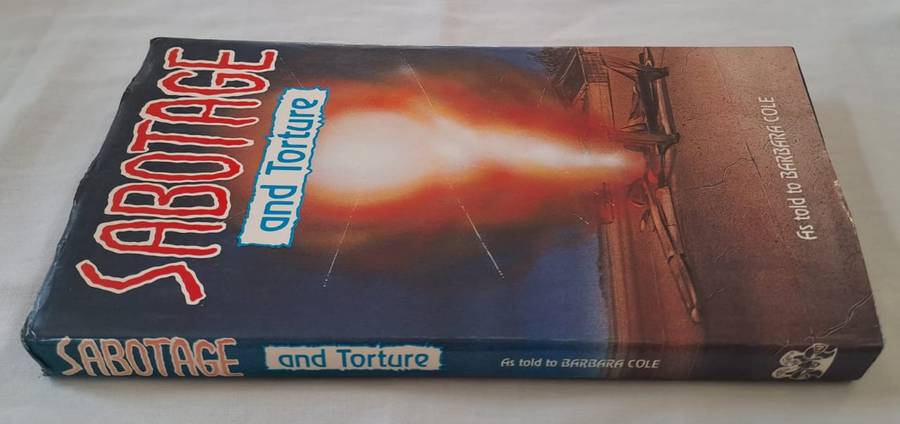 SABOTAGE
and Torture
As told to BARBARA COLE
SABOTAGE
and Torture
As told to BARBARA COLE